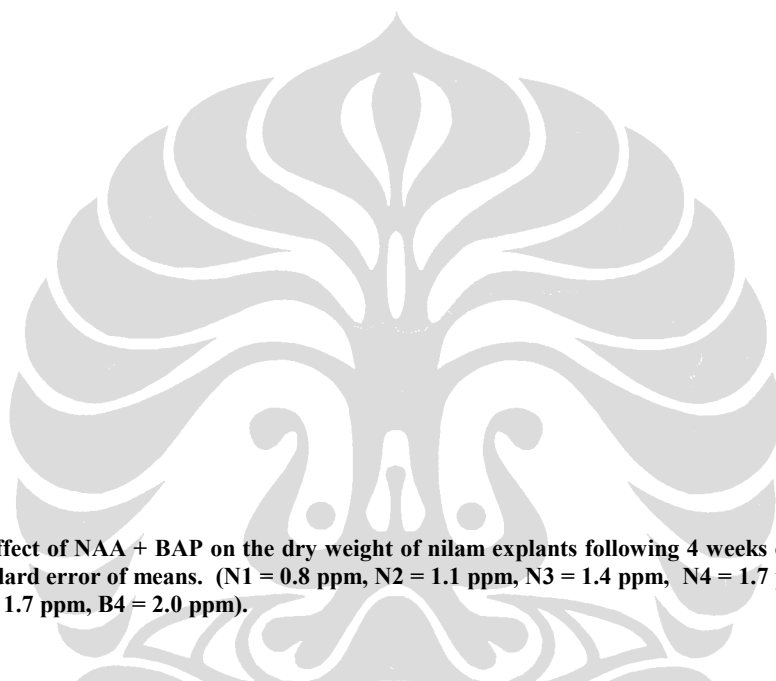 ffect of NAA + BAP on the dry weight of nilam explants following 4 weeks
lard error of means. (N1 = 0.8 ppm, N2 = 1.1 ppm, N3 = 1.4 ppm, N4 = 1.7
1.7 ppm, B4 = 2.0 ppm).